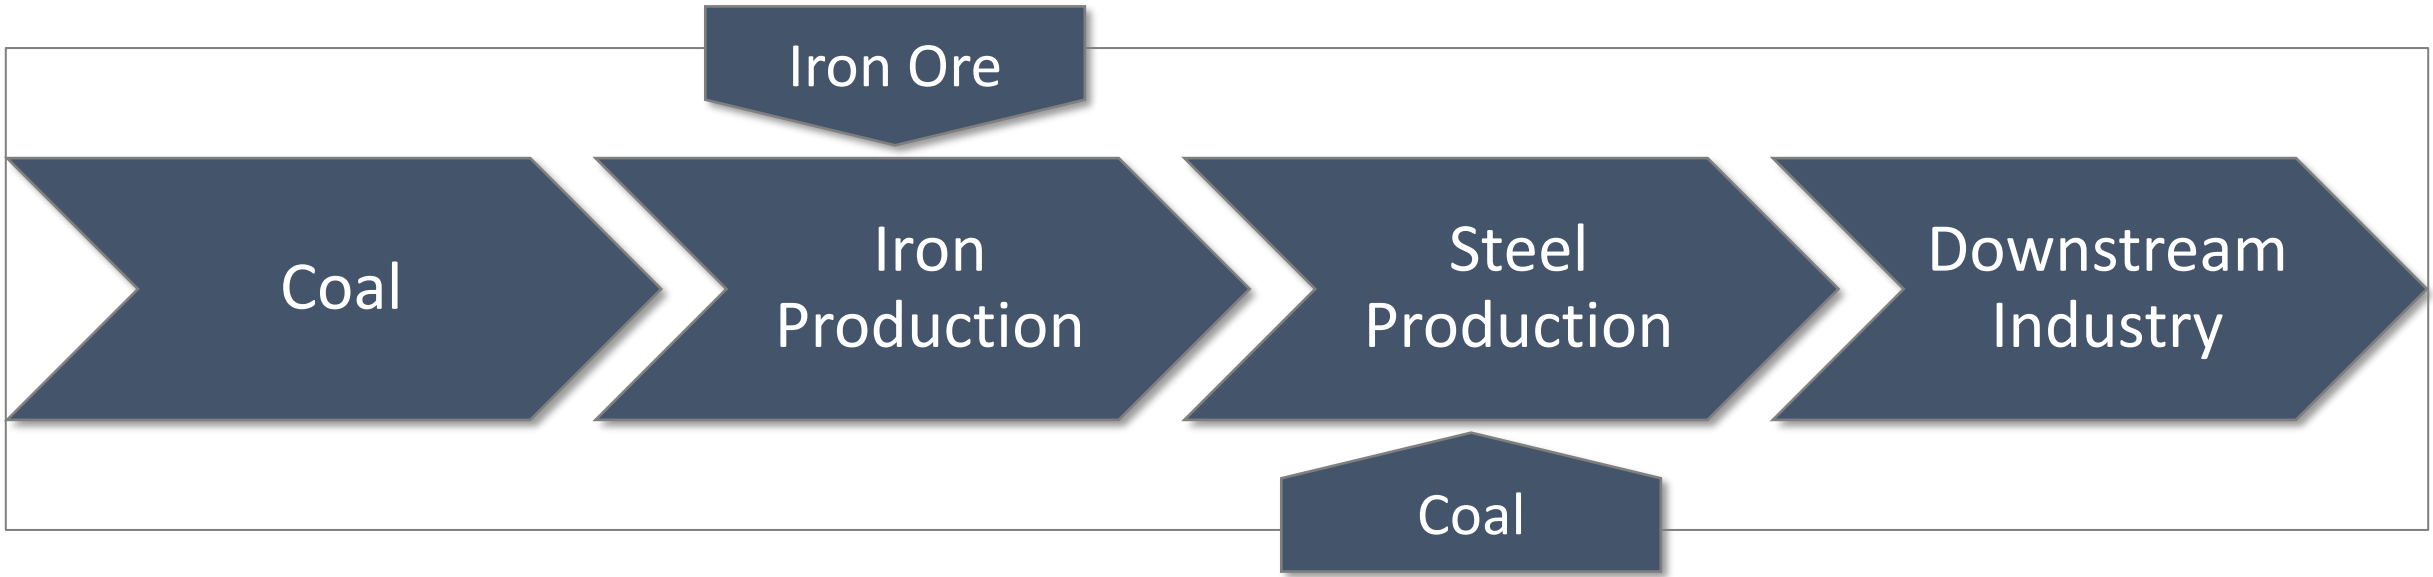 Iron Ore
Coal
Iron
Production
Steel
Production
Downstream
Industry
Coal